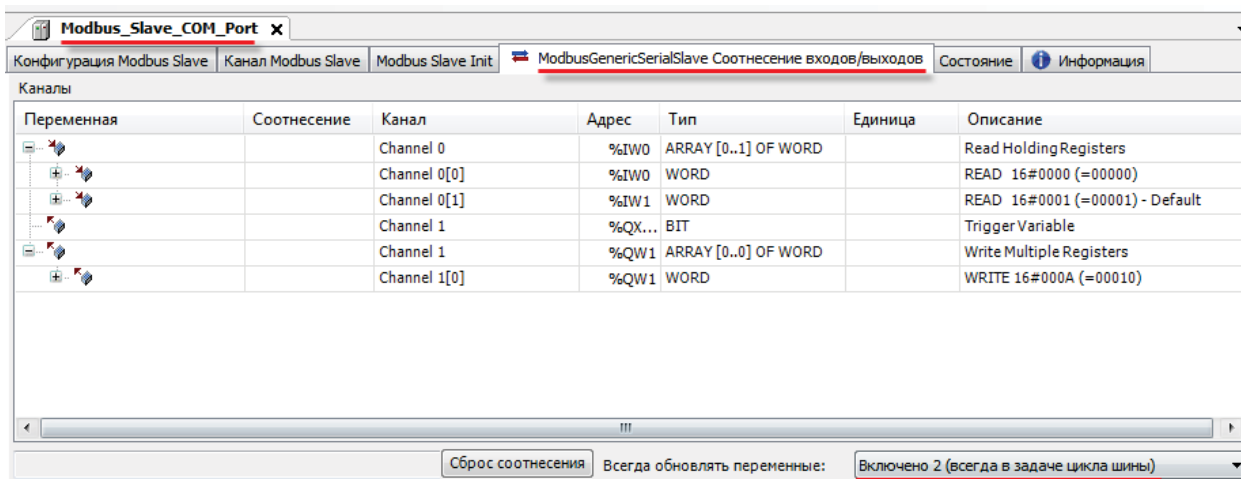 Modbus_Slave_COM_Port x
Конфигурация Modbus Slave Канал Modbus Slave Modbus Slave Init ModbusGenericSerialSlave Соотнесение входов/выходов Состояние Информация
Каналы
Переменная Соотнесение Канал Адрес Тип Единица Описание
Channel 0 %IW0 ARRAY [0..1] OF WORD Read Holding Registers
Channel 0[0] %IW0 WORD READ 16#0000 (=00000)
Channel 0[1] %IW1 WORD READ 16#0001 (=00001) - Default
Channel 1 %QX... BIT Trigger Variable
Channel 1 %QW1 ARRAY [0..0] OF WORD Write Multiple Registers
Channel 1[0] %QW1 WORD WRITE 16#000A (=00010)
Сброс соотнесения Всегда обновлять переменные: Включено 2 (всегда в задаче цикла шины)